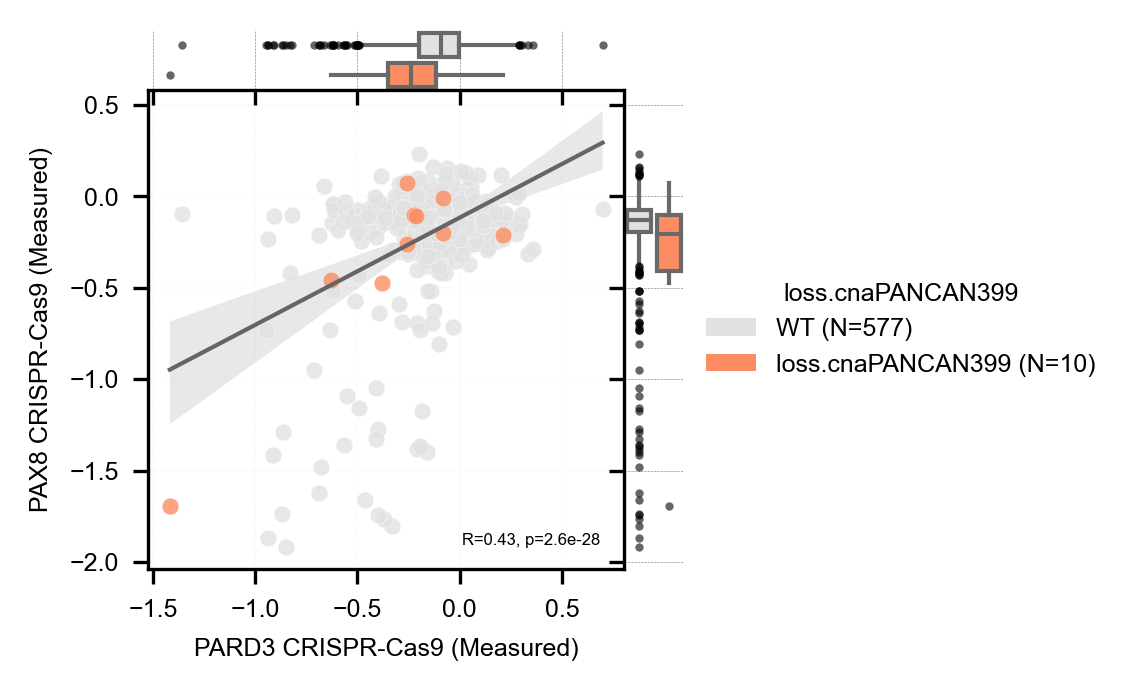 0.5
0.0
−0.5
−1.0
−1.5
−2.0
PAX8 CRISPR-Cas9 (Measured)
R=0.43, p=2.6e-28
−1.5 −1.0 −0.5 0.0 0.5
PARD3 CRISPR-Cas9 (Measured)
loss.cnaPANCAN399
WT (N=577)
loss.cnaPANCAN399 (N=10)